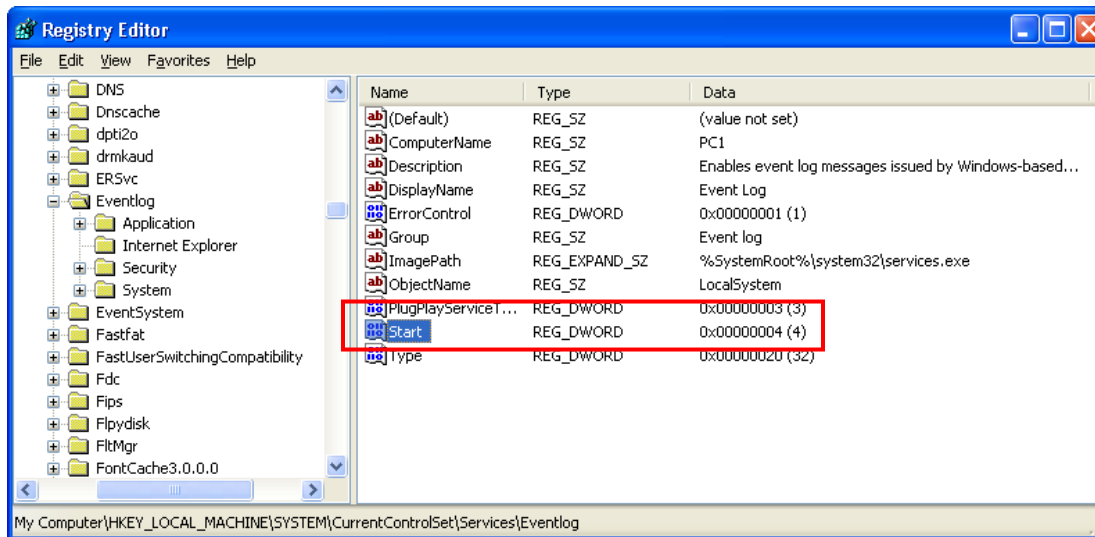 Registry Editor
File Edit View Favorites Help
DNS
Dnscache
dpti2o
drmkaud
ERSvc
Eventlog
Application
Internet Explorer
Security
System
EventSystem
Fastfat
FastUserSwitchingCompatibility
Fdc
Fips
Flpydisk
FltMgr
FontCache3.0.0.0
Name Type Data
(Default) REG_SZ (value not set)
ComputerName REG_SZ PC1
Description REG_SZ Enables event log messages issued by Windows-based...
DisplayName REG_SZ Event Log
ErrorControl REG_DWORD 0x00000001 (1)
Group REG_SZ Event log
ImagePath REG_EXPAND_SZ %SystemRoot%\system32\services.exe
ObjectName REG_SZ LocalSystem
PlugPlayServiceT... REG_DWORD 0x00000003 (3)
Start REG_DWORD 0x00000004 (4)
Type REG_DWORD 0x00000020 (32)
My Computer\HKEY_LOCAL_MACHINE\SYSTEM\CurrentControlSet\Services\Eventlog